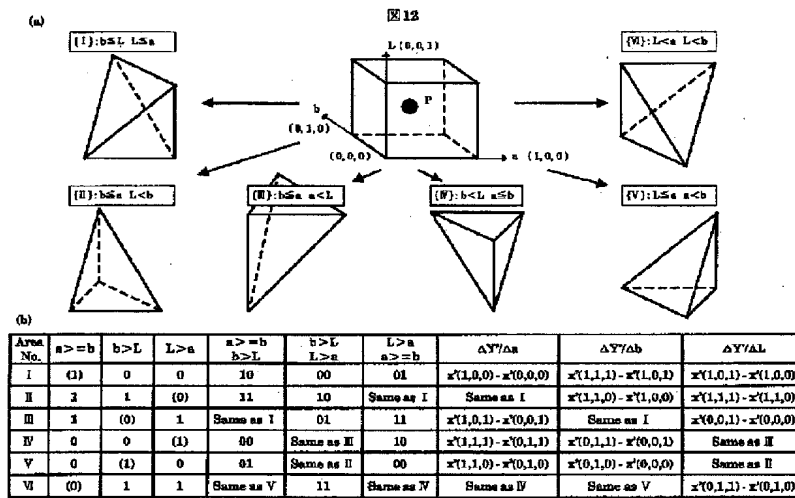 (a)
図12
{I}:b≦L L≦a
L (0,0,1)
{VI}:L<a L<b
P
b
(0,1,0)
(0,0,0)
a (1,0,0)
{II}:b≦a L<b
{III}:b≦a a<L
{IV}:b<L a≦b
{V}:L≦a a<b
(b)
Area No. a>=b b>L L>a a>=b b>L b>L L>a L>a a>=b ΔY'/Δa ΔY'/Δb ΔY'/ΔL
I (1) 0 0 10 00 01 x'(1,0,0) - x'(0,0,0) x'(1,1,1) - x'(1,0,1) x'(1,0,1) - x'(1,0,0)
II 1 1 (0) 11 10 Same as I Same as I x'(1,1,0) - x'(1,0,0) x'(1,1,1) - x'(1,1,0)
III 1 (0) 1 Same as I 01 11 x'(1,0,1) - x'(0,0,1) Same as I x'(0,0,1) - x'(0,0,0)
IV 0 0 (1) 00 Same as III 10 x'(1,1,1) - x'(0,1,1) x'(0,1,1) - x'(0,0,1) Same as III
V 0 (1) 0 01 Same as II 00 x'(1,1,0) - x'(0,1,0) x'(0,1,0) - x'(0,0,0) Same as II
VI (0) 1 1 Same as V 11 Same as IV Same as IV Same as V x'(0,1,1) - x'(0,1,0)